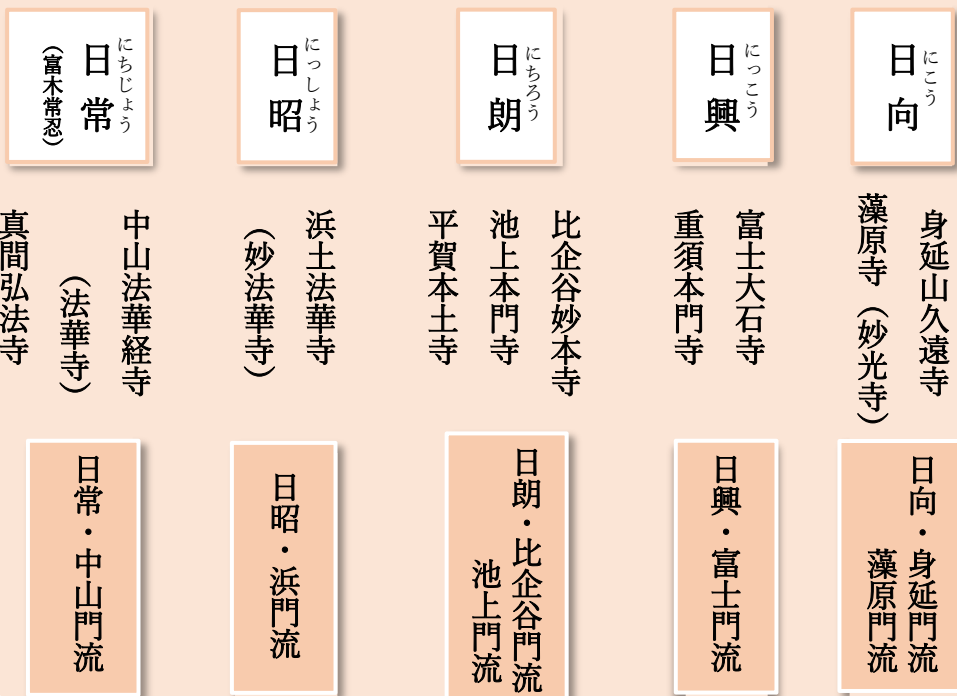 日向
にこう
身延山久遠寺
藻原寺（妙光寺）
日向・身延門流
藻原門流
日興
にっこう
富士大石寺
重須本門寺
日興・富士門流
日朗
にちろう
比企谷妙本寺
池上本門寺
平賀本土寺
日朗・比企谷門流
池上門流
日昭
にっしょう
浜土法華寺
（妙法華寺）
日昭・浜門流
日常
にちじょう
（富木常忍）
中山法華経寺
（法華寺）
真間弘法寺
日常・中山門流